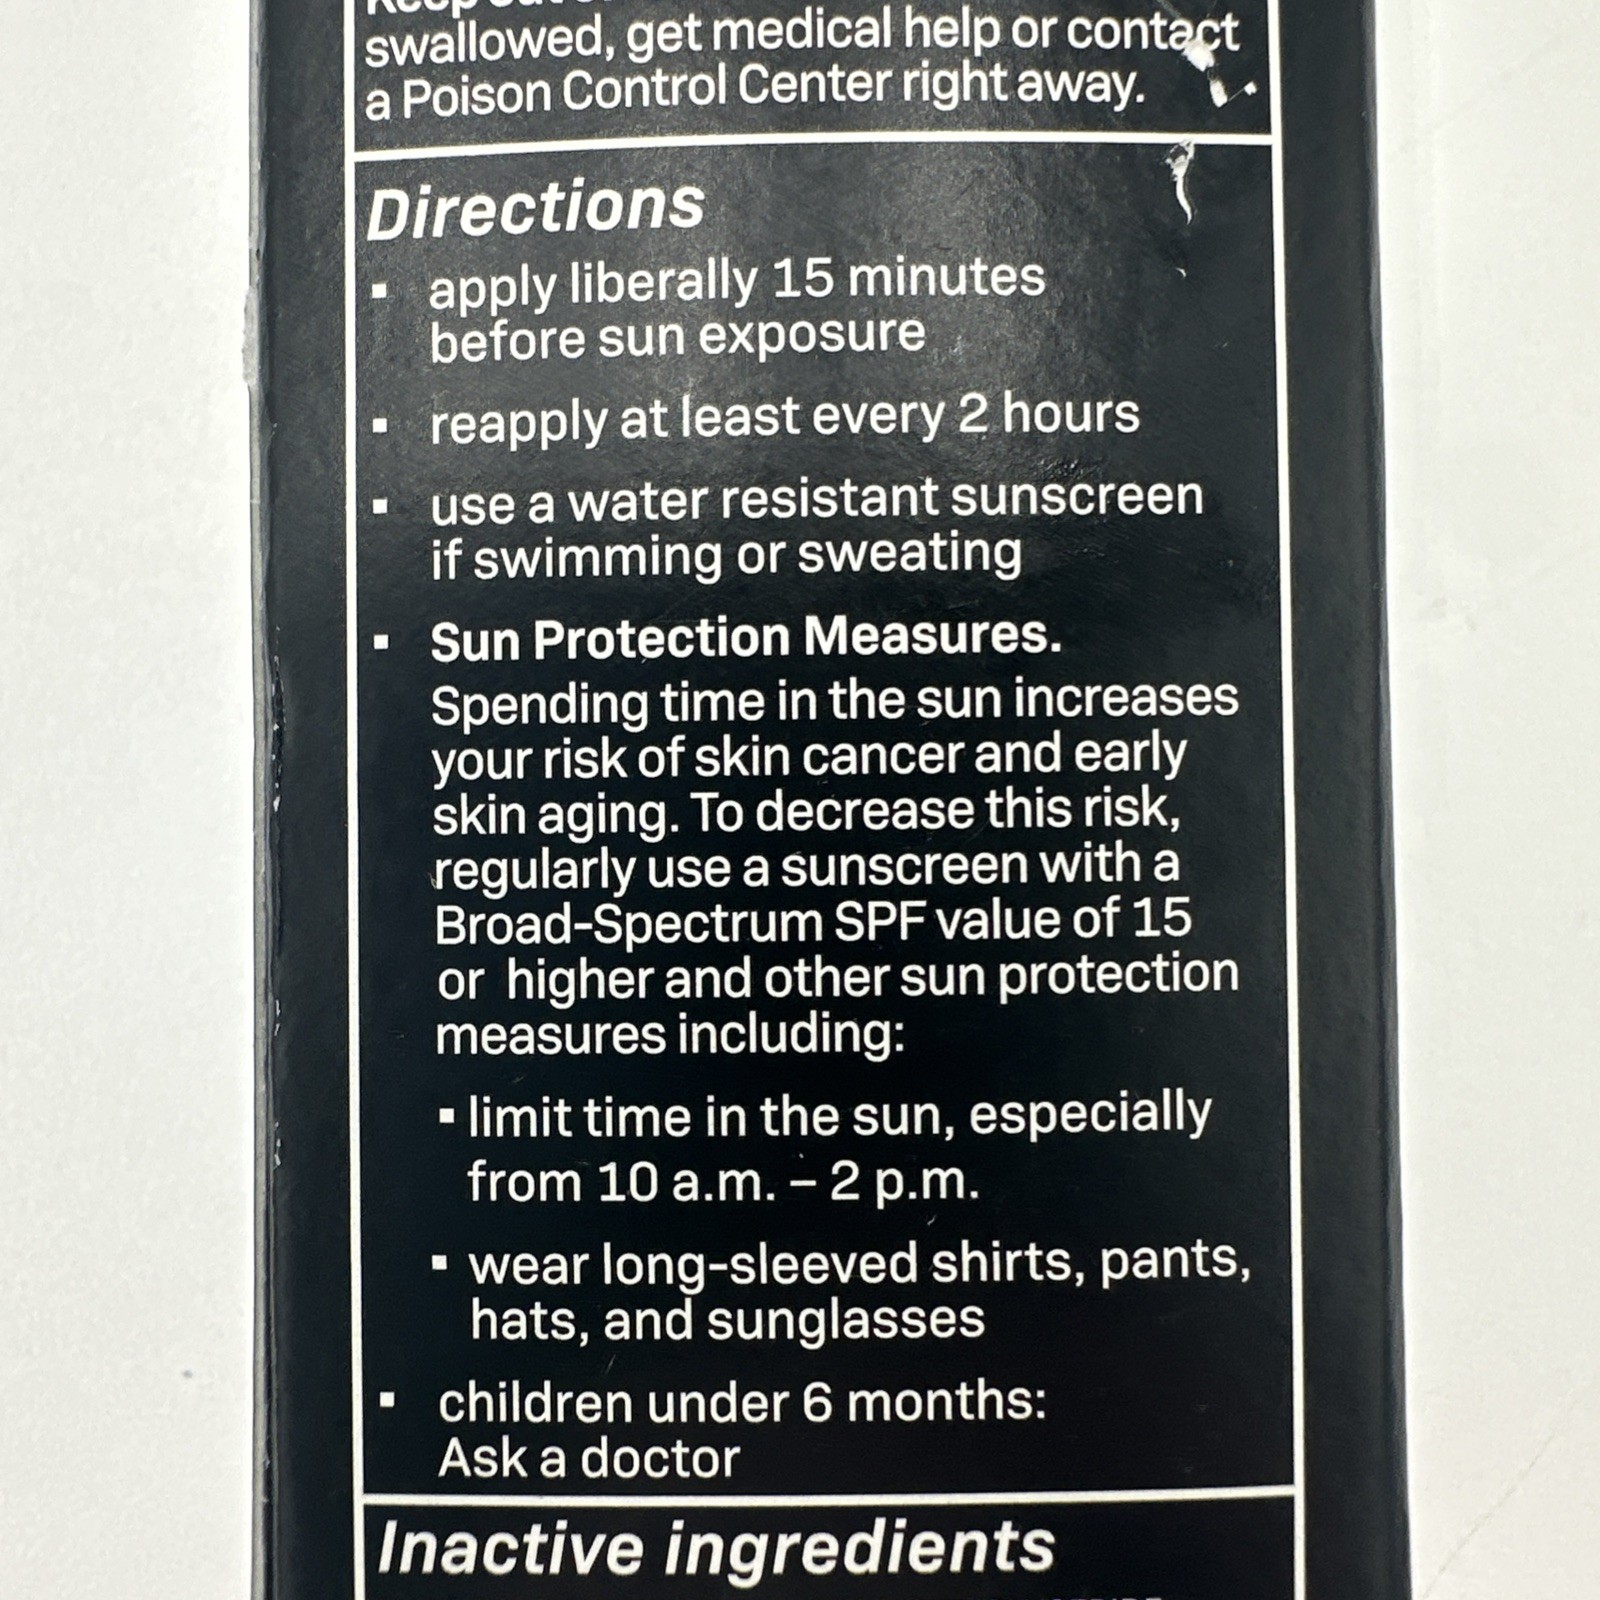 Keep out
swallowed, get medical help or contact
a Poison Control Center right away.
Directions
▪ apply liberally 15 minutes
before sun exposure
▪ reapply at least every 2 hours
▪ use a water resistant sunscreen
if swimming or sweating
▪ Sun Protection Measures.
Spending time in the sun increases
your risk of skin cancer and early
skin aging. To decrease this risk,
regularly use a sunscreen with a
Broad-Spectrum SPF value of 15
or higher and other sun protection
measures including:
▪ limit time in the sun, especially
from 10 a.m. – 2 p.m.
▪ wear long-sleeved shirts, pants,
hats, and sunglasses
▪ children under 6 months:
Ask a doctor
Inactive ingredients